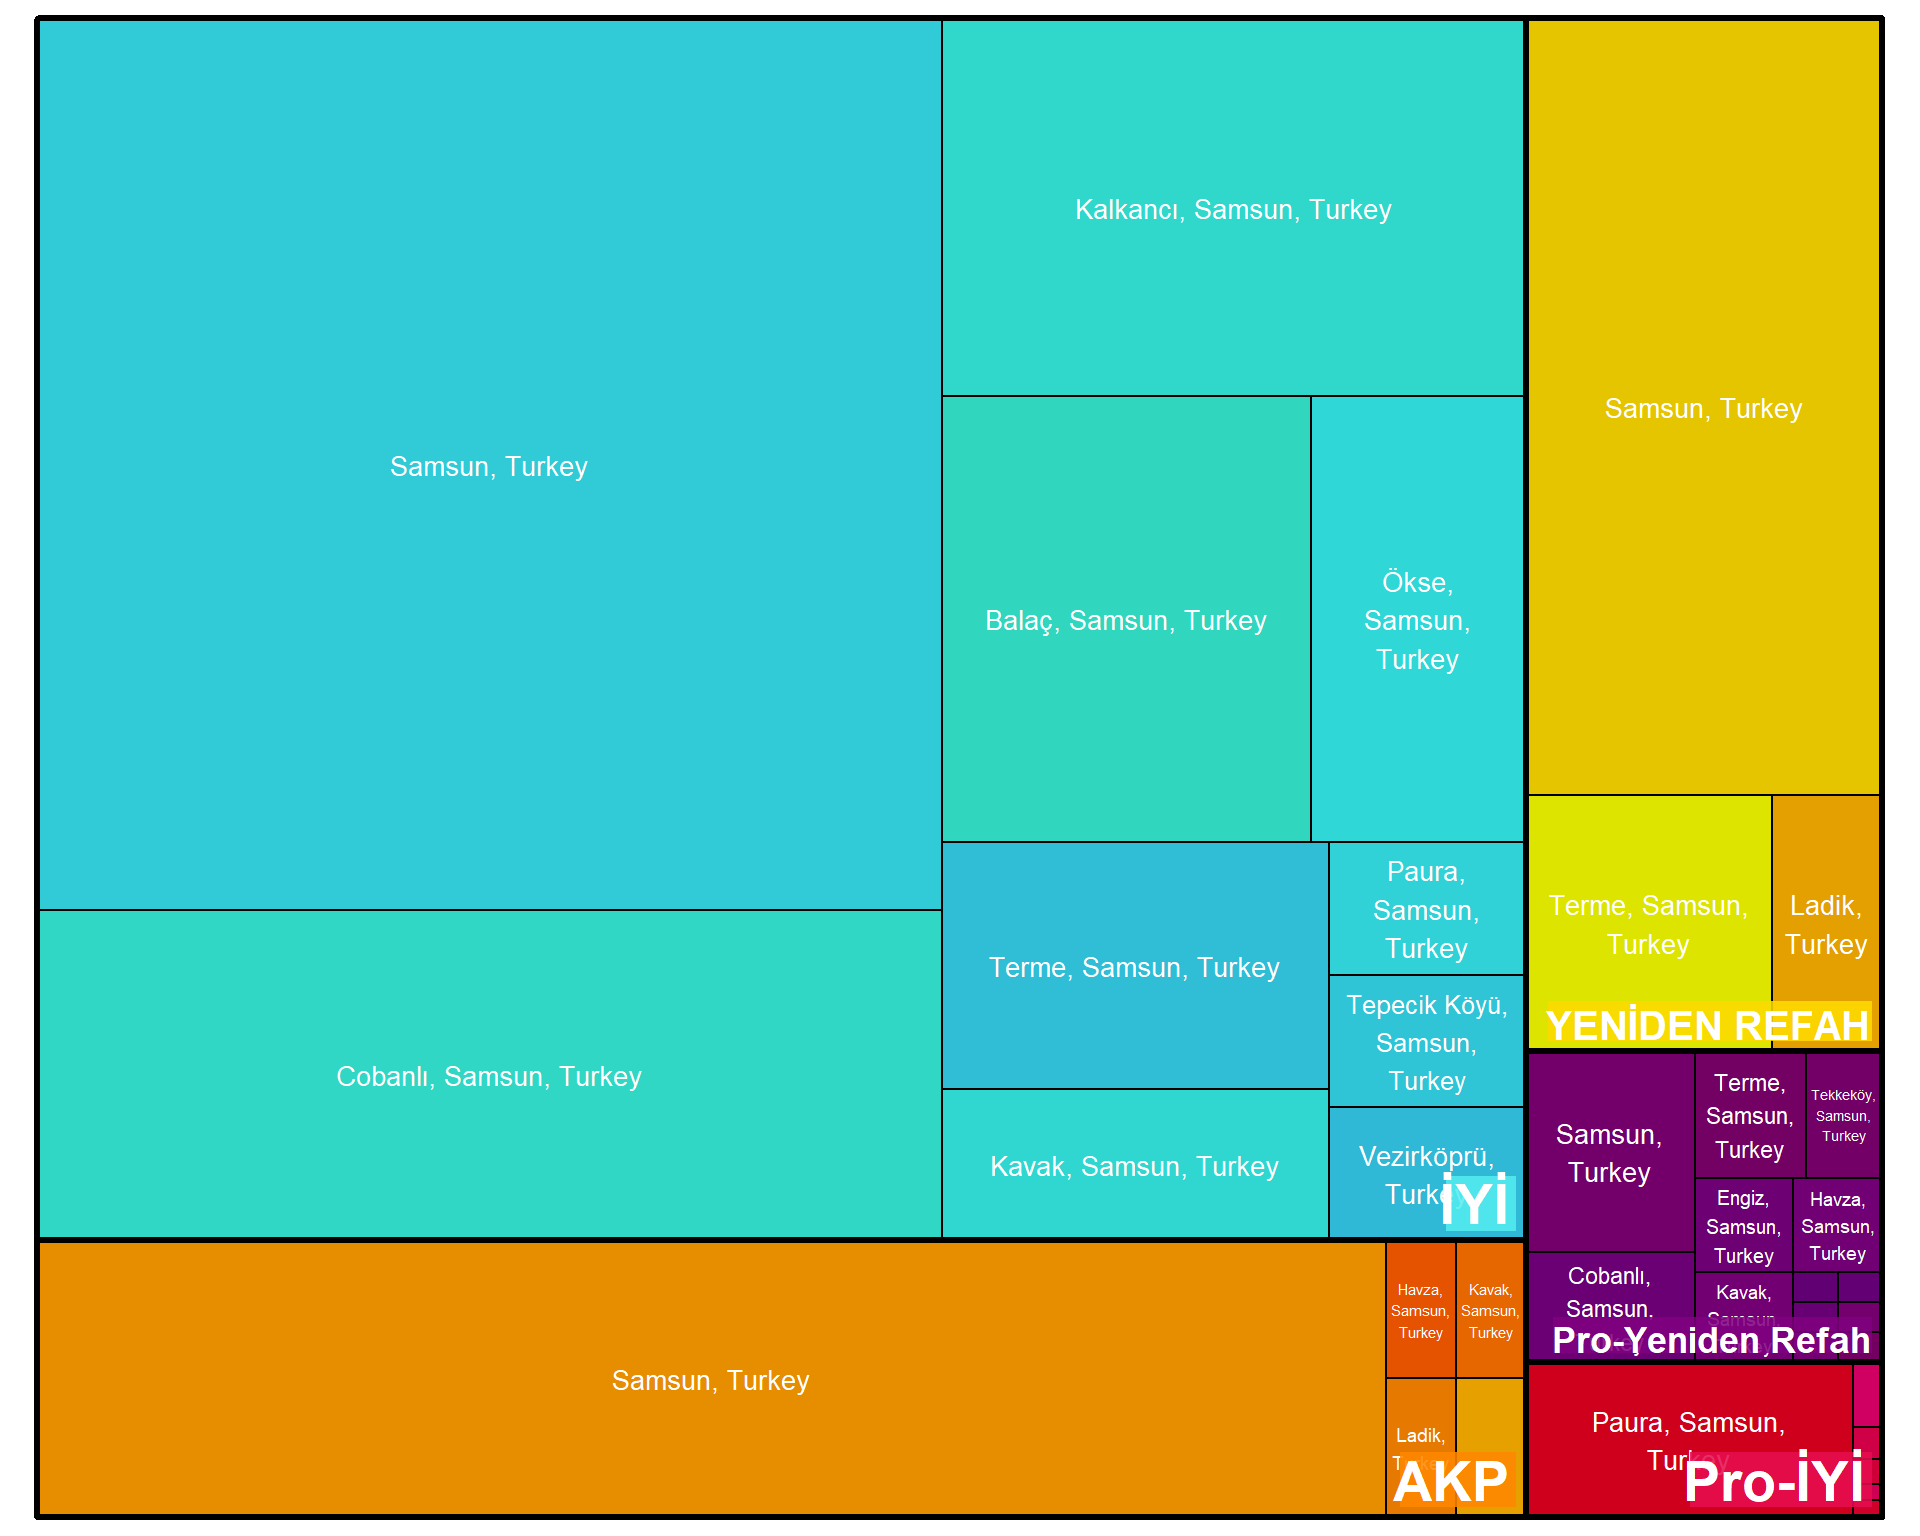 Samsun, Turkey
Cobanlı, Samsun, Turkey
Kalkancı, Samsun, Turkey
Balaç, Samsun, Turkey
Ökse,
Samsun,
Turkey
Terme, Samsun, Turkey
Kavak, Samsun, Turkey
Paura,
Samsun,
Turkey
Tepecik Köyü,
Samsun,
Turkey
Vezirköprü,
Turkey
İYİ
Samsun, Turkey
Havza,
Samsun,
Turkey
Kavak,
Samsun,
Turkey
Ladik,
Turkey
AKP
Samsun, Turkey
Terme, Samsun,
Turkey
Ladik,
Turkey
YENİDEN REFAH
Samsun,
Turkey
Cobanlı,
Samsun,
Turkey
Terme,
Samsun,
Turkey
Tekkeköy,
Samsun,
Turkey
Engiz,
Samsun,
Turkey
Havza,
Samsun,
Turkey
Kavak,
Samsun,
Turkey
Pro-Yeniden Refah
Paura, Samsun,
Turkey
Pro-İYİ